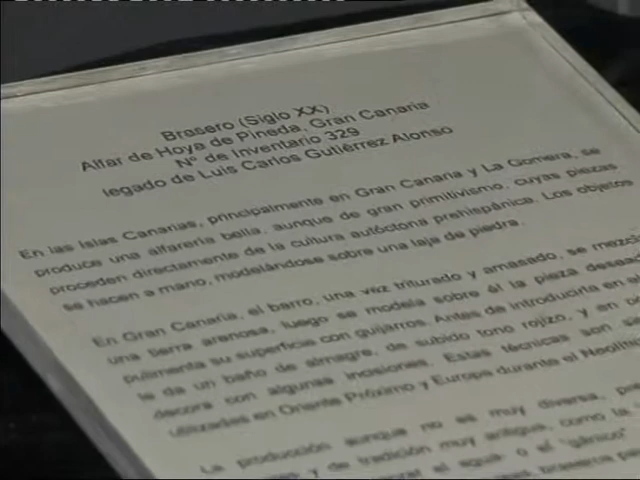 Brasero (Siglo XX)
Alfar de Hoya de Pineda, Gran Canaria
Nº de Inventario 329
legado de Luis Carlos Gutiérrez Alonso
En las Islas Canarias, principalmente en Gran Canaria y La Gomera, se
produce una alfarería bella, aunque de gran primitivismo, cuyas piezas
proceden directamente de la cultura autóctona prehispánica. Los objetos
se hacen a mano, modelándose sobre una laja de piedra.
En Gran Canaria, el barro, una vez triturado y amasado, se
una tierra arenosa, luego se modela sobre él la pieza
pulimenta su superficie con guijarros. Antes de introducirla en
le da un baño de almagre, de subido tono rojizo, y en
decora con algunas incisiones. Estas técnicas son
utilizadas en Oriente Próximo y Europa durante el
La producción aunque no es muy diversa,
y de tradición muy antigua, como la
el agua o el "gánico"